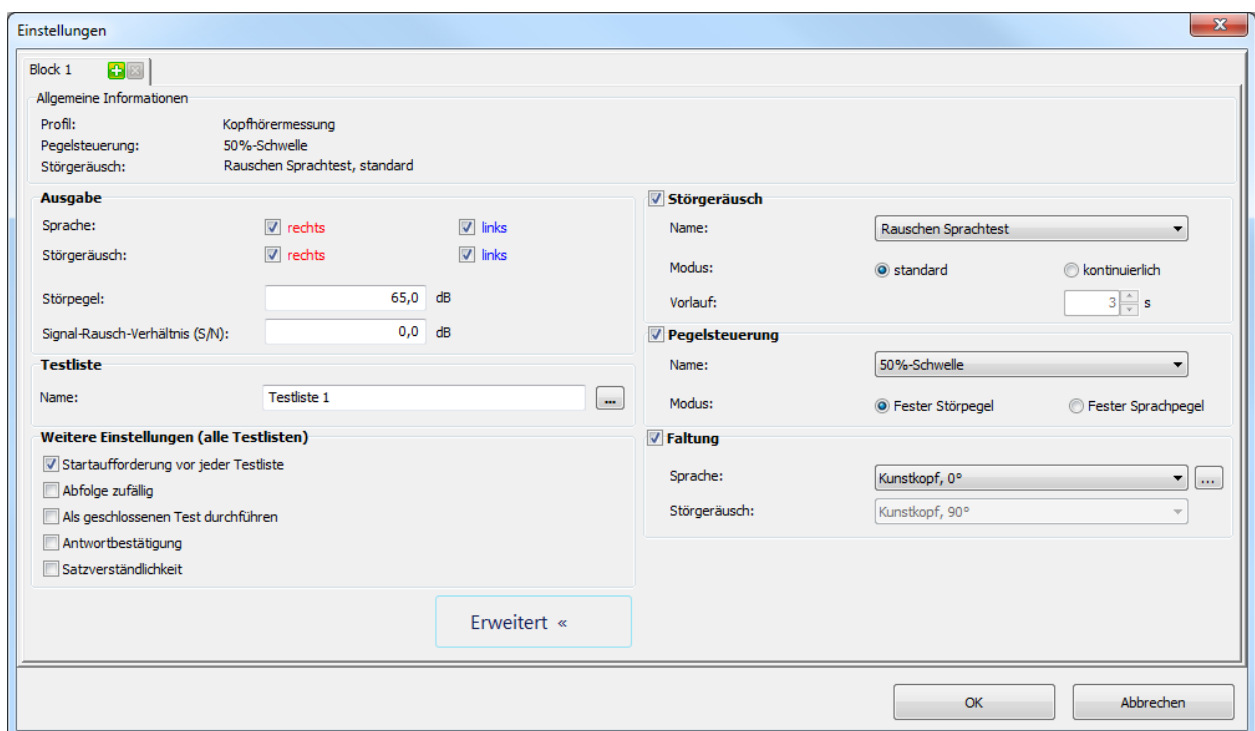 Einstellungen
Block 1
Allgemeine Informationen
Profil: Kopfhörermessung
Pegelsteuerung: 50%-Schwelle
Störgeräusch: Rauschen Sprachtest, standard
Ausgabe
Sprache: rechts links
Störgeräusch: rechts links
Störpegel: 65,0 dB
Signal-Rausch-Verhältnis (S/N): 0,0 dB
Testliste
Name: Testliste 1 ...
Weitere Einstellungen (alle Testlisten)
Startaufforderung vor jeder Testliste
Abfolge zufällig
Als geschlossenen Test durchführen
Antwortbestätigung
Satzverständlichkeit
Erweitert «
Störgeräusch
Name: Rauschen Sprachtest
Modus: standard kontinuierlich
Vorlauf: 3 s
Pegelsteuerung
Name: 50%-Schwelle
Modus: Fester Störpegel Fester Sprachpegel
Faltung
Sprache: Kunstkopf, 0° ...
Störgeräusch: Kunstkopf, 90°
OK Abbrechen